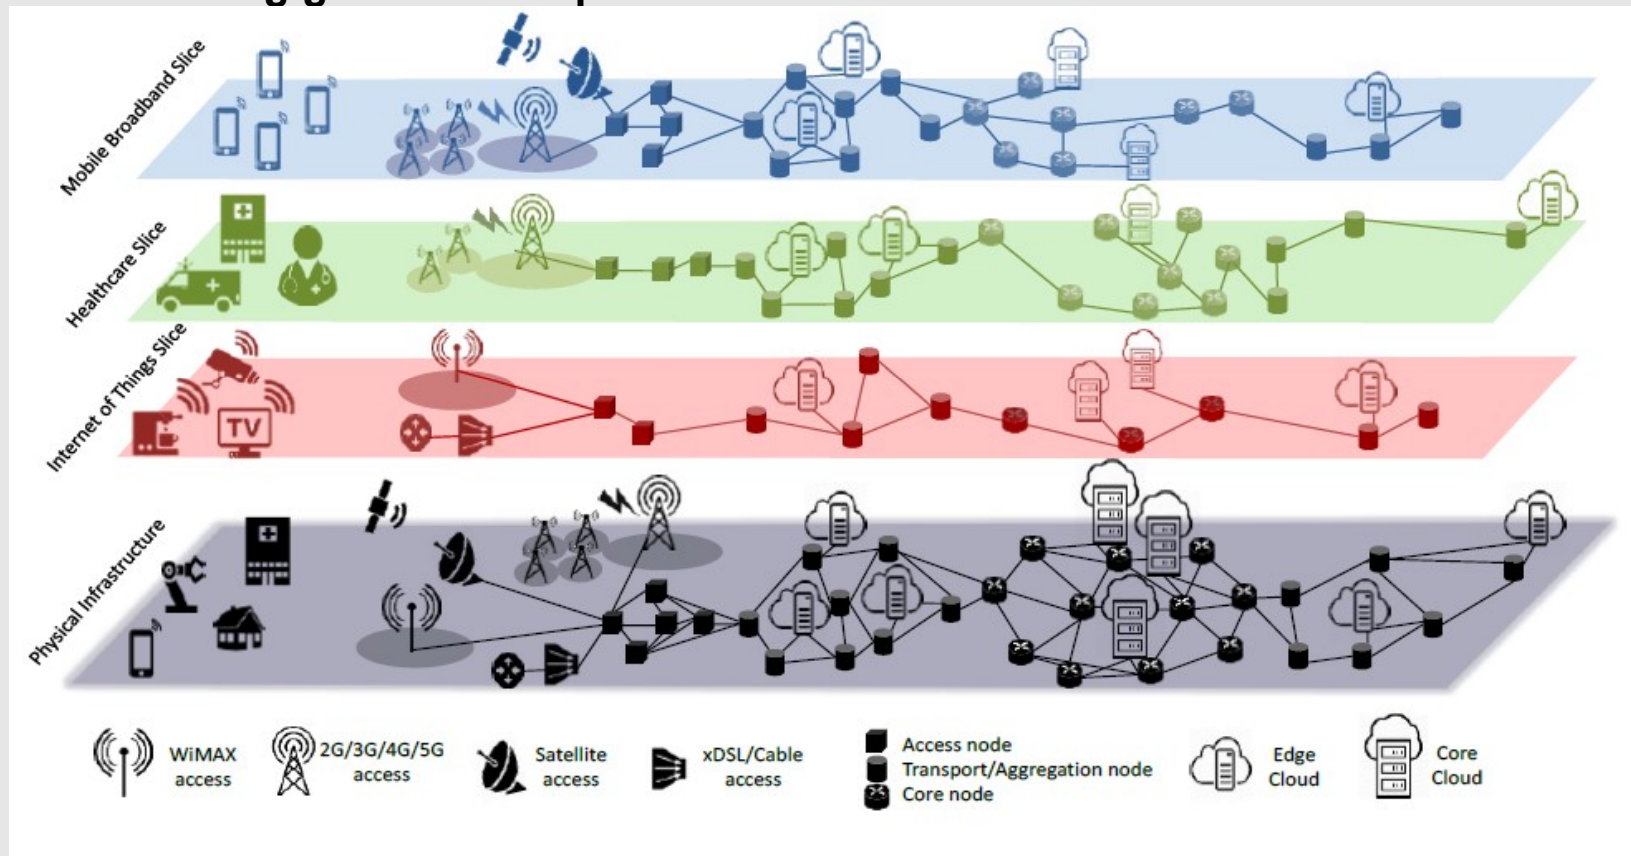 Mobile Broadband Slice
Healthcare Slice
Internet of Things Slice
TV
Physical Infrastructure
WiMAX
access
2G/3G/4G/5G
access
Satellite
access
xDSL/Cable
access
Access node
Transport/Aggregation node
Core node
Edge
Cloud
Core
Cloud